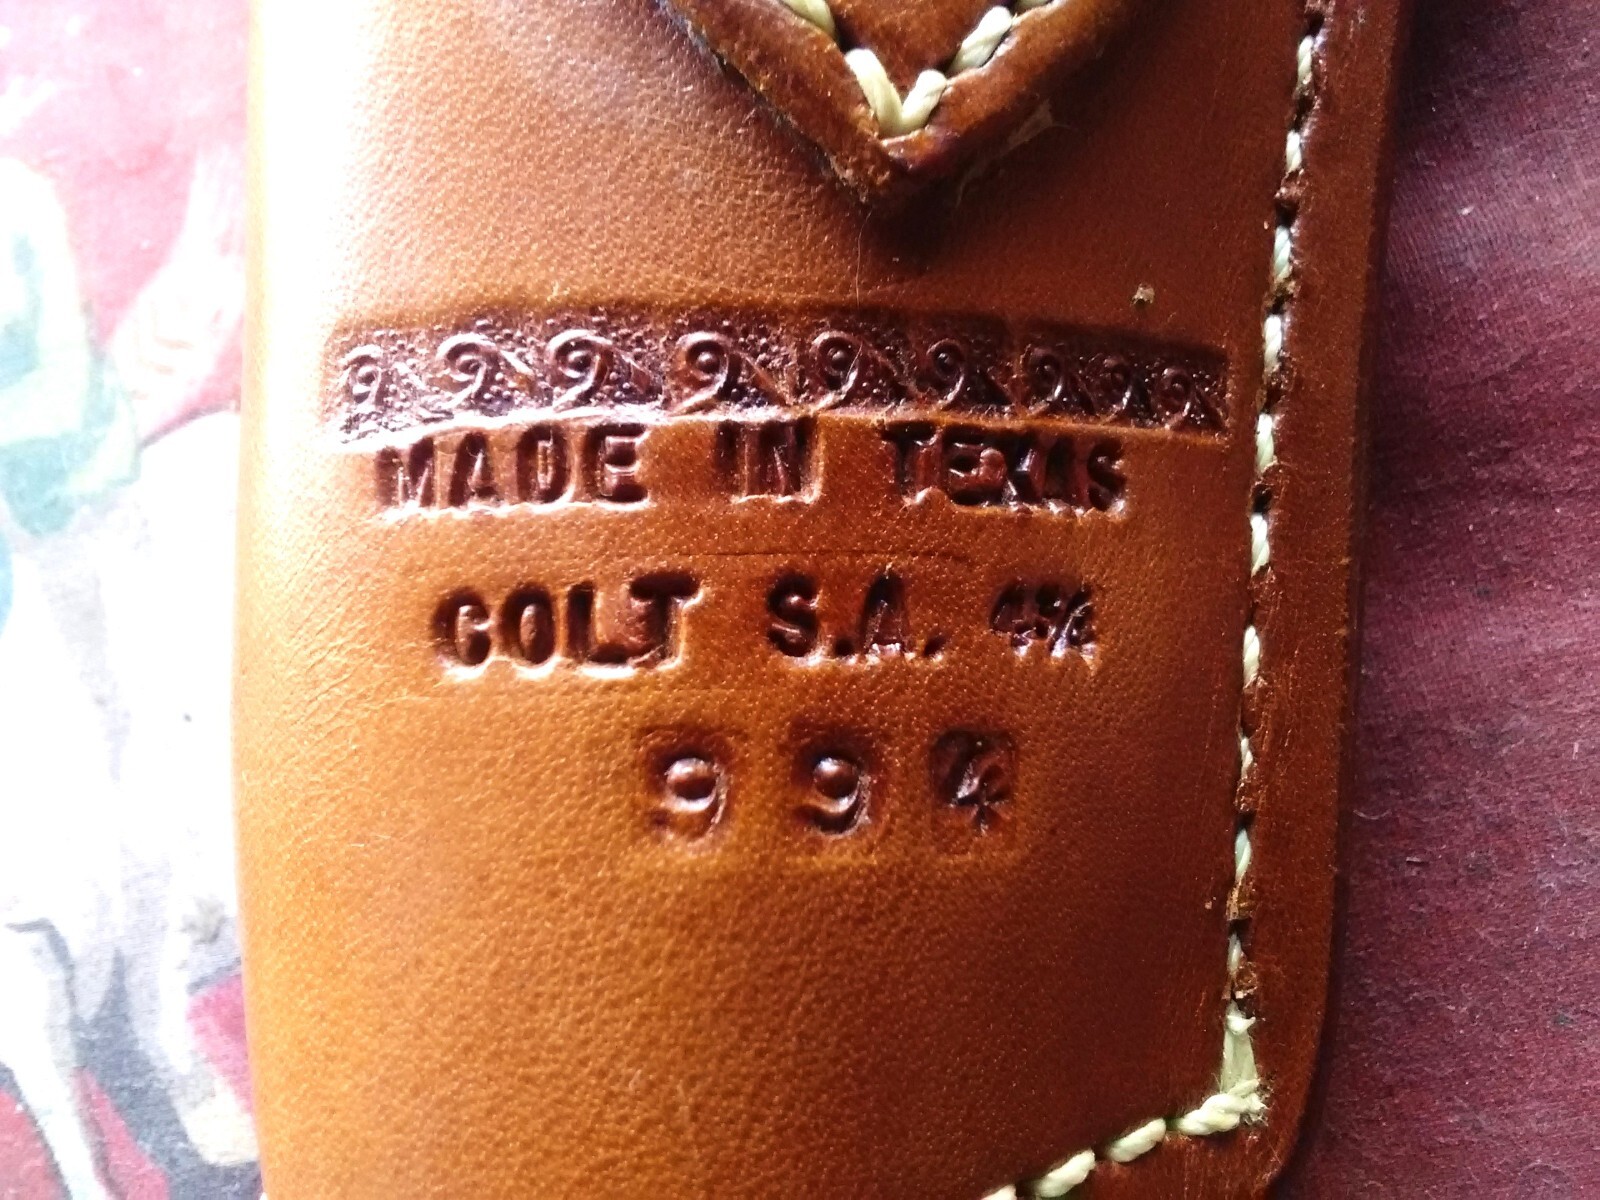 MADE IN TEXAS
COLT S.A. 4¾
994